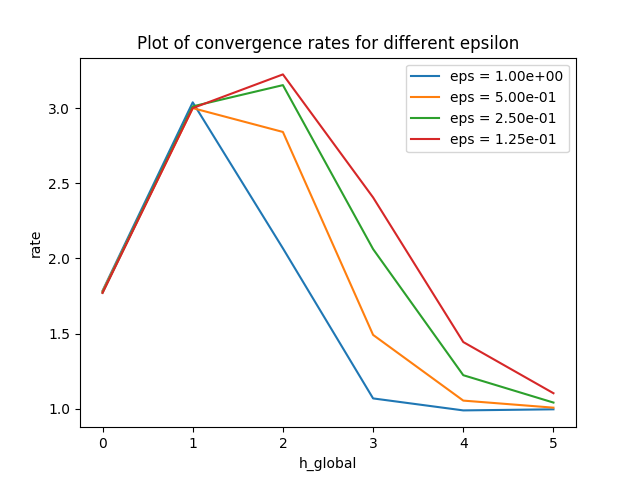 Plot of convergence rates for different epsilon
eps = 1.00e+00
eps = 5.00e-01
eps = 2.50e-01
eps = 1.25e-01
3.0
2.5
2.0
1.5
1.0
rate
0 1 2 3 4 5
h_global